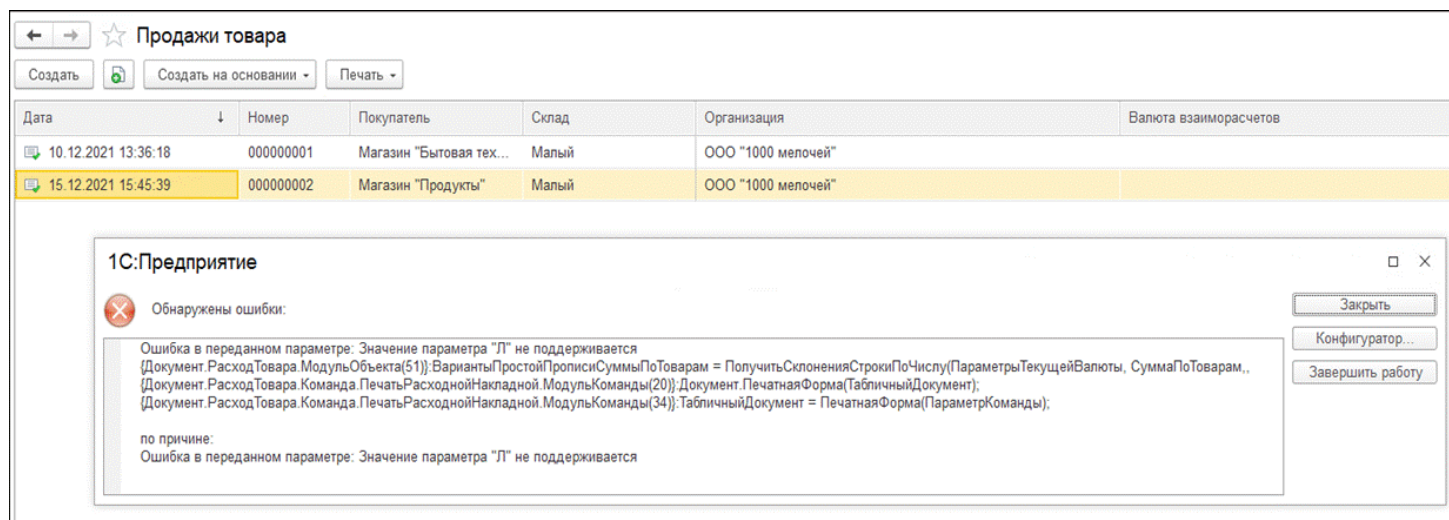 Продажи товара
Создать Создать на основании Печать
Дата ↓ Номер Покупатель Склад Организация Валюта взаиморасчетов
10.12.2021 13:36:18 000000001 Магазин "Бытовая тех... Малый ООО "1000 мелочей"
15.12.2021 15:45:39 000000002 Магазин "Продукты" Малый ООО "1000 мелочей"
1С:Предприятие
Обнаружены ошибки:
Закрыть
Конфигуратор...
Завершить работу
Ошибка в переданном параметре: Значение параметра "Л" не поддерживается
{Документ.РасходТовара.МодульОбъекта(51)}:ВариантыПростойПрописиСуммыПоТоварам = ПолучитьСклоненияСтрокиПоЧислу(ПараметрыТекущейВалюты, СуммаПоТоварам,,
{Документ.РасходТовара.Команда.ПечатьРасходнойНакладной.МодульКоманды(20)}:Документ.ПечатнаяФорма(ТабличныйДокумент);
{Документ.РасходТовара.Команда.ПечатьРасходнойНакладной.МодульКоманды(34)}:ТабличныйДокумент = ПечатнаяФорма(ПараметрКоманды);
по причине:
Ошибка в переданном параметре: Значение параметра "Л" не поддерживается